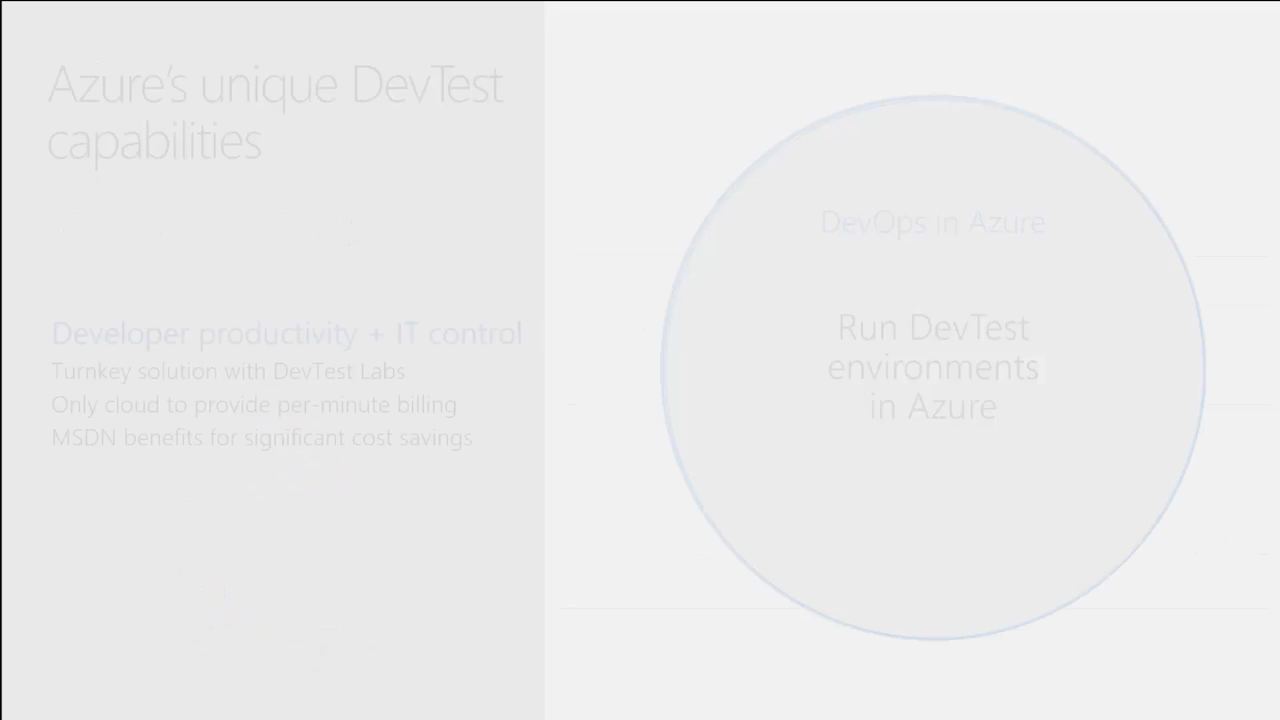 Azure's unique DevTest
capabilities
Developer productivity + IT control
Turnkey solution with DevTest Labs
Only cloud to provide per-minute billing
MSDN benefits for significant cost savings
DevOps in Azure
Run DevTest
environments
in Azure